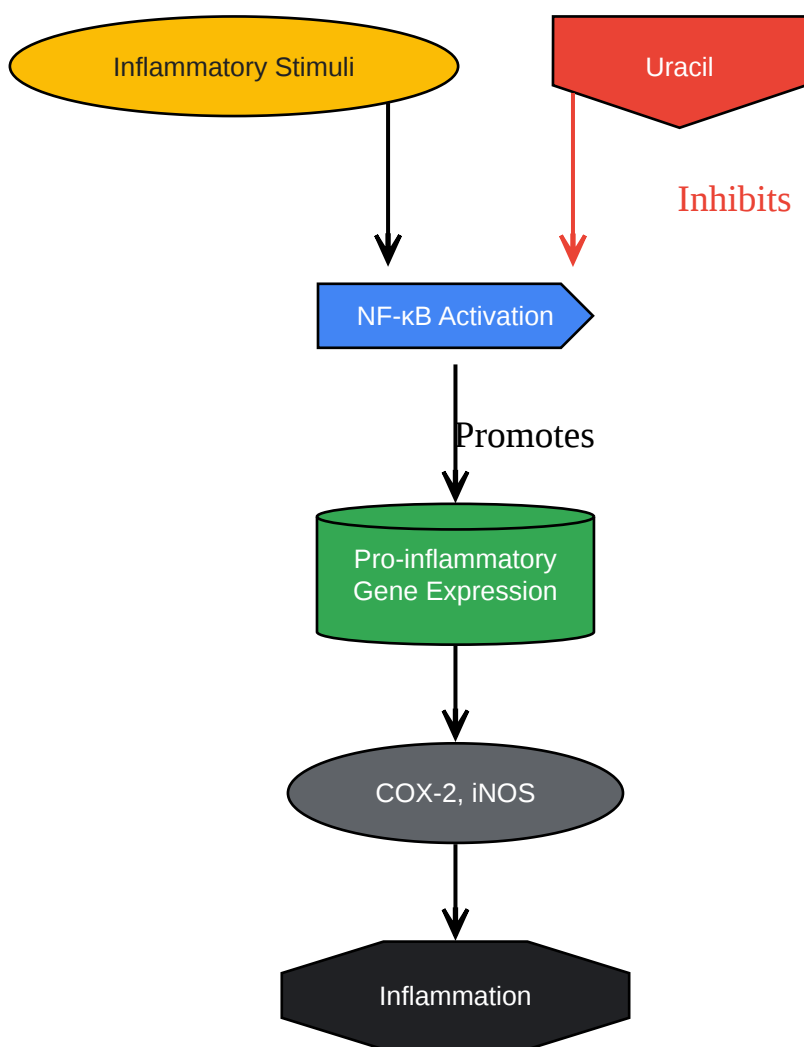 Inflammatory Stimuli
Uracil
Inhibits
NF-κB Activation
Promotes
Pro-inflammatory
Gene Expression
COX-2, iNOS
Inflammation